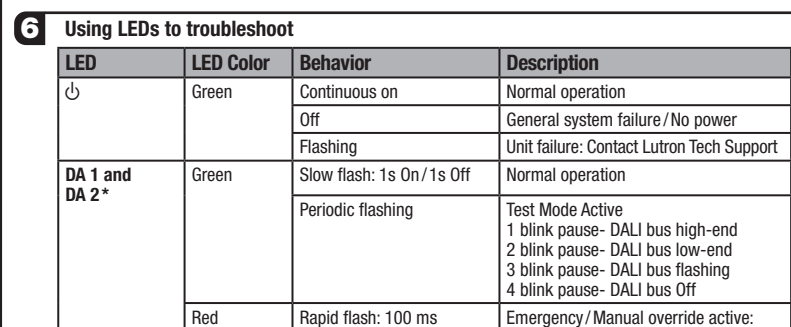 6 Using LEDs to troubleshoot
LED LED Color Behavior Description
Green Continuous on Normal operation
Off General system failure/No power
Flashing Unit failure: Contact Lutron Tech Support
DA 1 and Green Slow flash: 1s On/1s Off Normal operation
DA 2*
Periodic flashing Test Mode Active
1 blink pause- DALI bus high-end
2 blink pause- DALI bus low-end
3 blink pause- DALI bus flashing
4 blink pause- DALI bus Off
Red Rapid flash: 100 ms Emergency/Manual override active: